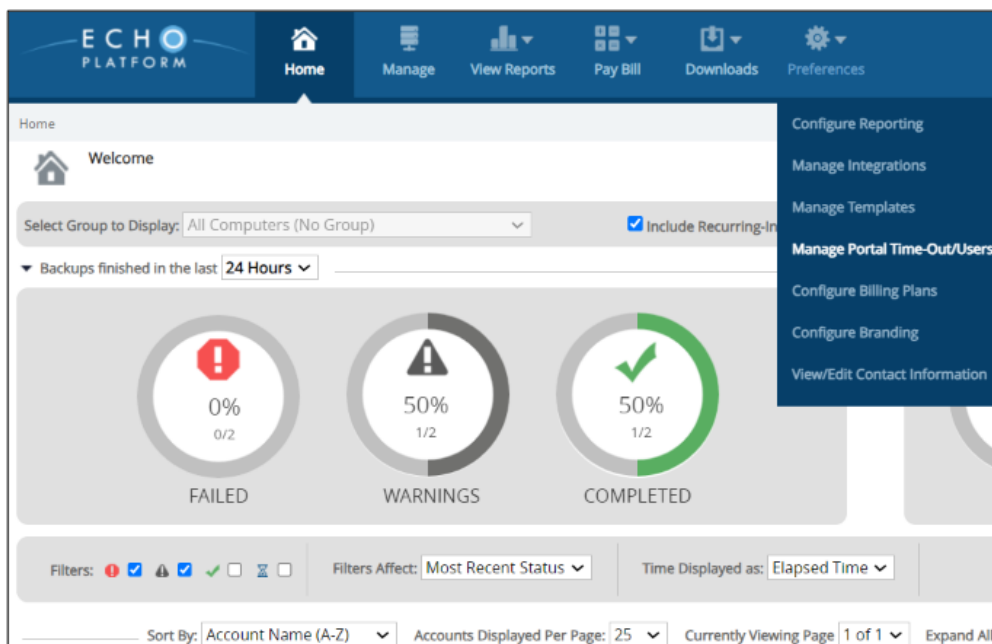 ECHO
PLATFORM
Home
Manage
View Reports
Pay Bill
Downloads
Preferences
Home
Welcome
Configure Reporting
Manage Integrations
Manage Templates
Manage Portal Time-Out/Users
Configure Billing Plans
Configure Branding
View/Edit Contact Information
Select Group to Display: All Computers (No Group)
Include Recurring-In
Backups finished in the last 24 Hours
0%
0/2
FAILED
50%
1/2
WARNINGS
50%
1/2
COMPLETED
Filters:
Filters Affect: Most Recent Status
Time Displayed as: Elapsed Time
Sort By: Account Name (A-Z)
Accounts Displayed Per Page: 25
Currently Viewing Page 1 of 1
Expand All